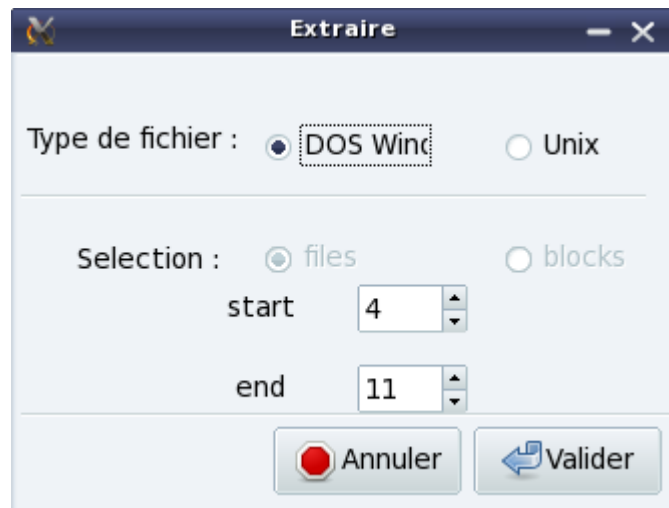 Extraire
Type de fichier : DOS Wind Unix
Selection : files blocks
start 4
end 11
Annuler Valider